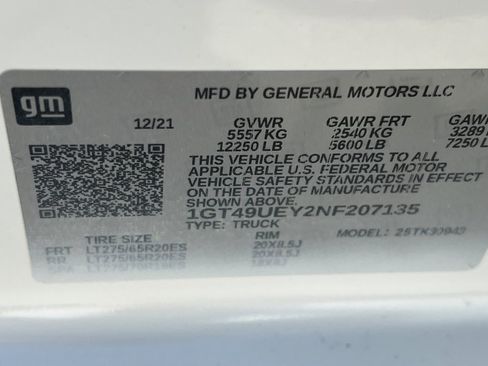 gm
MFD BY GENERAL MOTORS LLC
12/21 GVWR GAWR FRT GAW
5557 KG 2540 KG 3289
12250 LB 5600 LB 7250 L
THIS VEHICLE CONFORMS TO ALL
APPLICABLE U.S. FEDERAL MOTOR
VEHICLE SAFETY STANDARDS IN EFFECT
ON THE DATE OF MANUFACTURE
SHOWN ABOVE.
1GT49UEY2NF207135
TYPE: TRUCK MODEL:
TIRE SIZE RIM
FRT LT275/65R20ES 20X8.5J
RR LT275/65R20ES 20X8.5J